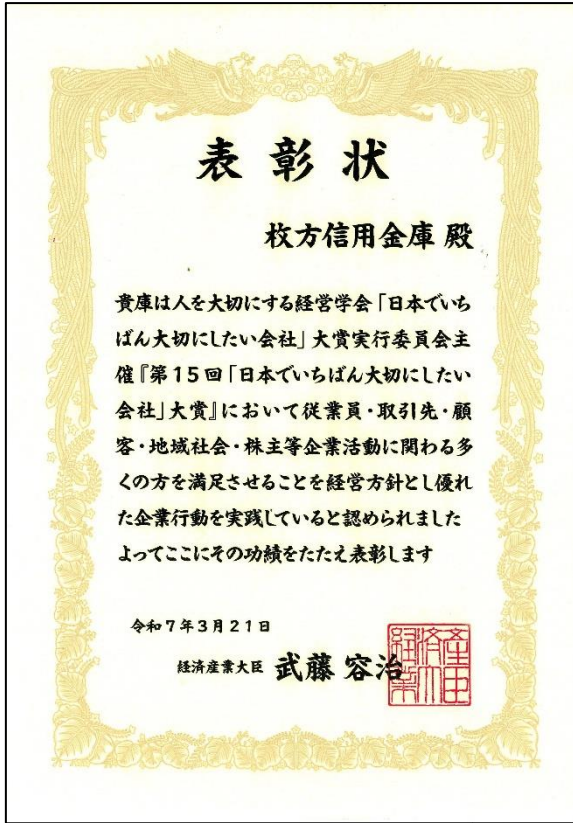 表彰状
枚方信用金庫 殿
貴庫は人を大切にする経営学会「日本でいち
ばん大切にしたい会社」大賞実行委員会主
催『第15回「日本でいちばん大切にしたい
会社」大賞』において従業員・取引先・顧
客・地域社会・株主等企業活動に関わる多
くの方を満足させることを経営方針とし優れ
た企業行動を実践していると認められました
よってここにその功績をたたえ表彰します
令和7年3月21日
経済産業大臣 武藤 容治